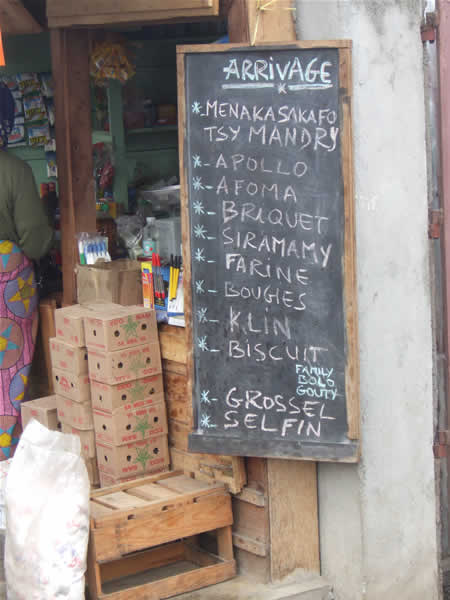 ARRIVAGE
*-MENAKASAKAFO
TSY MANDRY
*-APOLLO
*-AFOMA
*-BRIQUET
*-SIRAMAMY
*-FARINE
*-BOUGIES
*-KLIN
*-BISCUIT
FAMILY
BOLO
GOUTY
*-GROSSEL
*-SELFIN